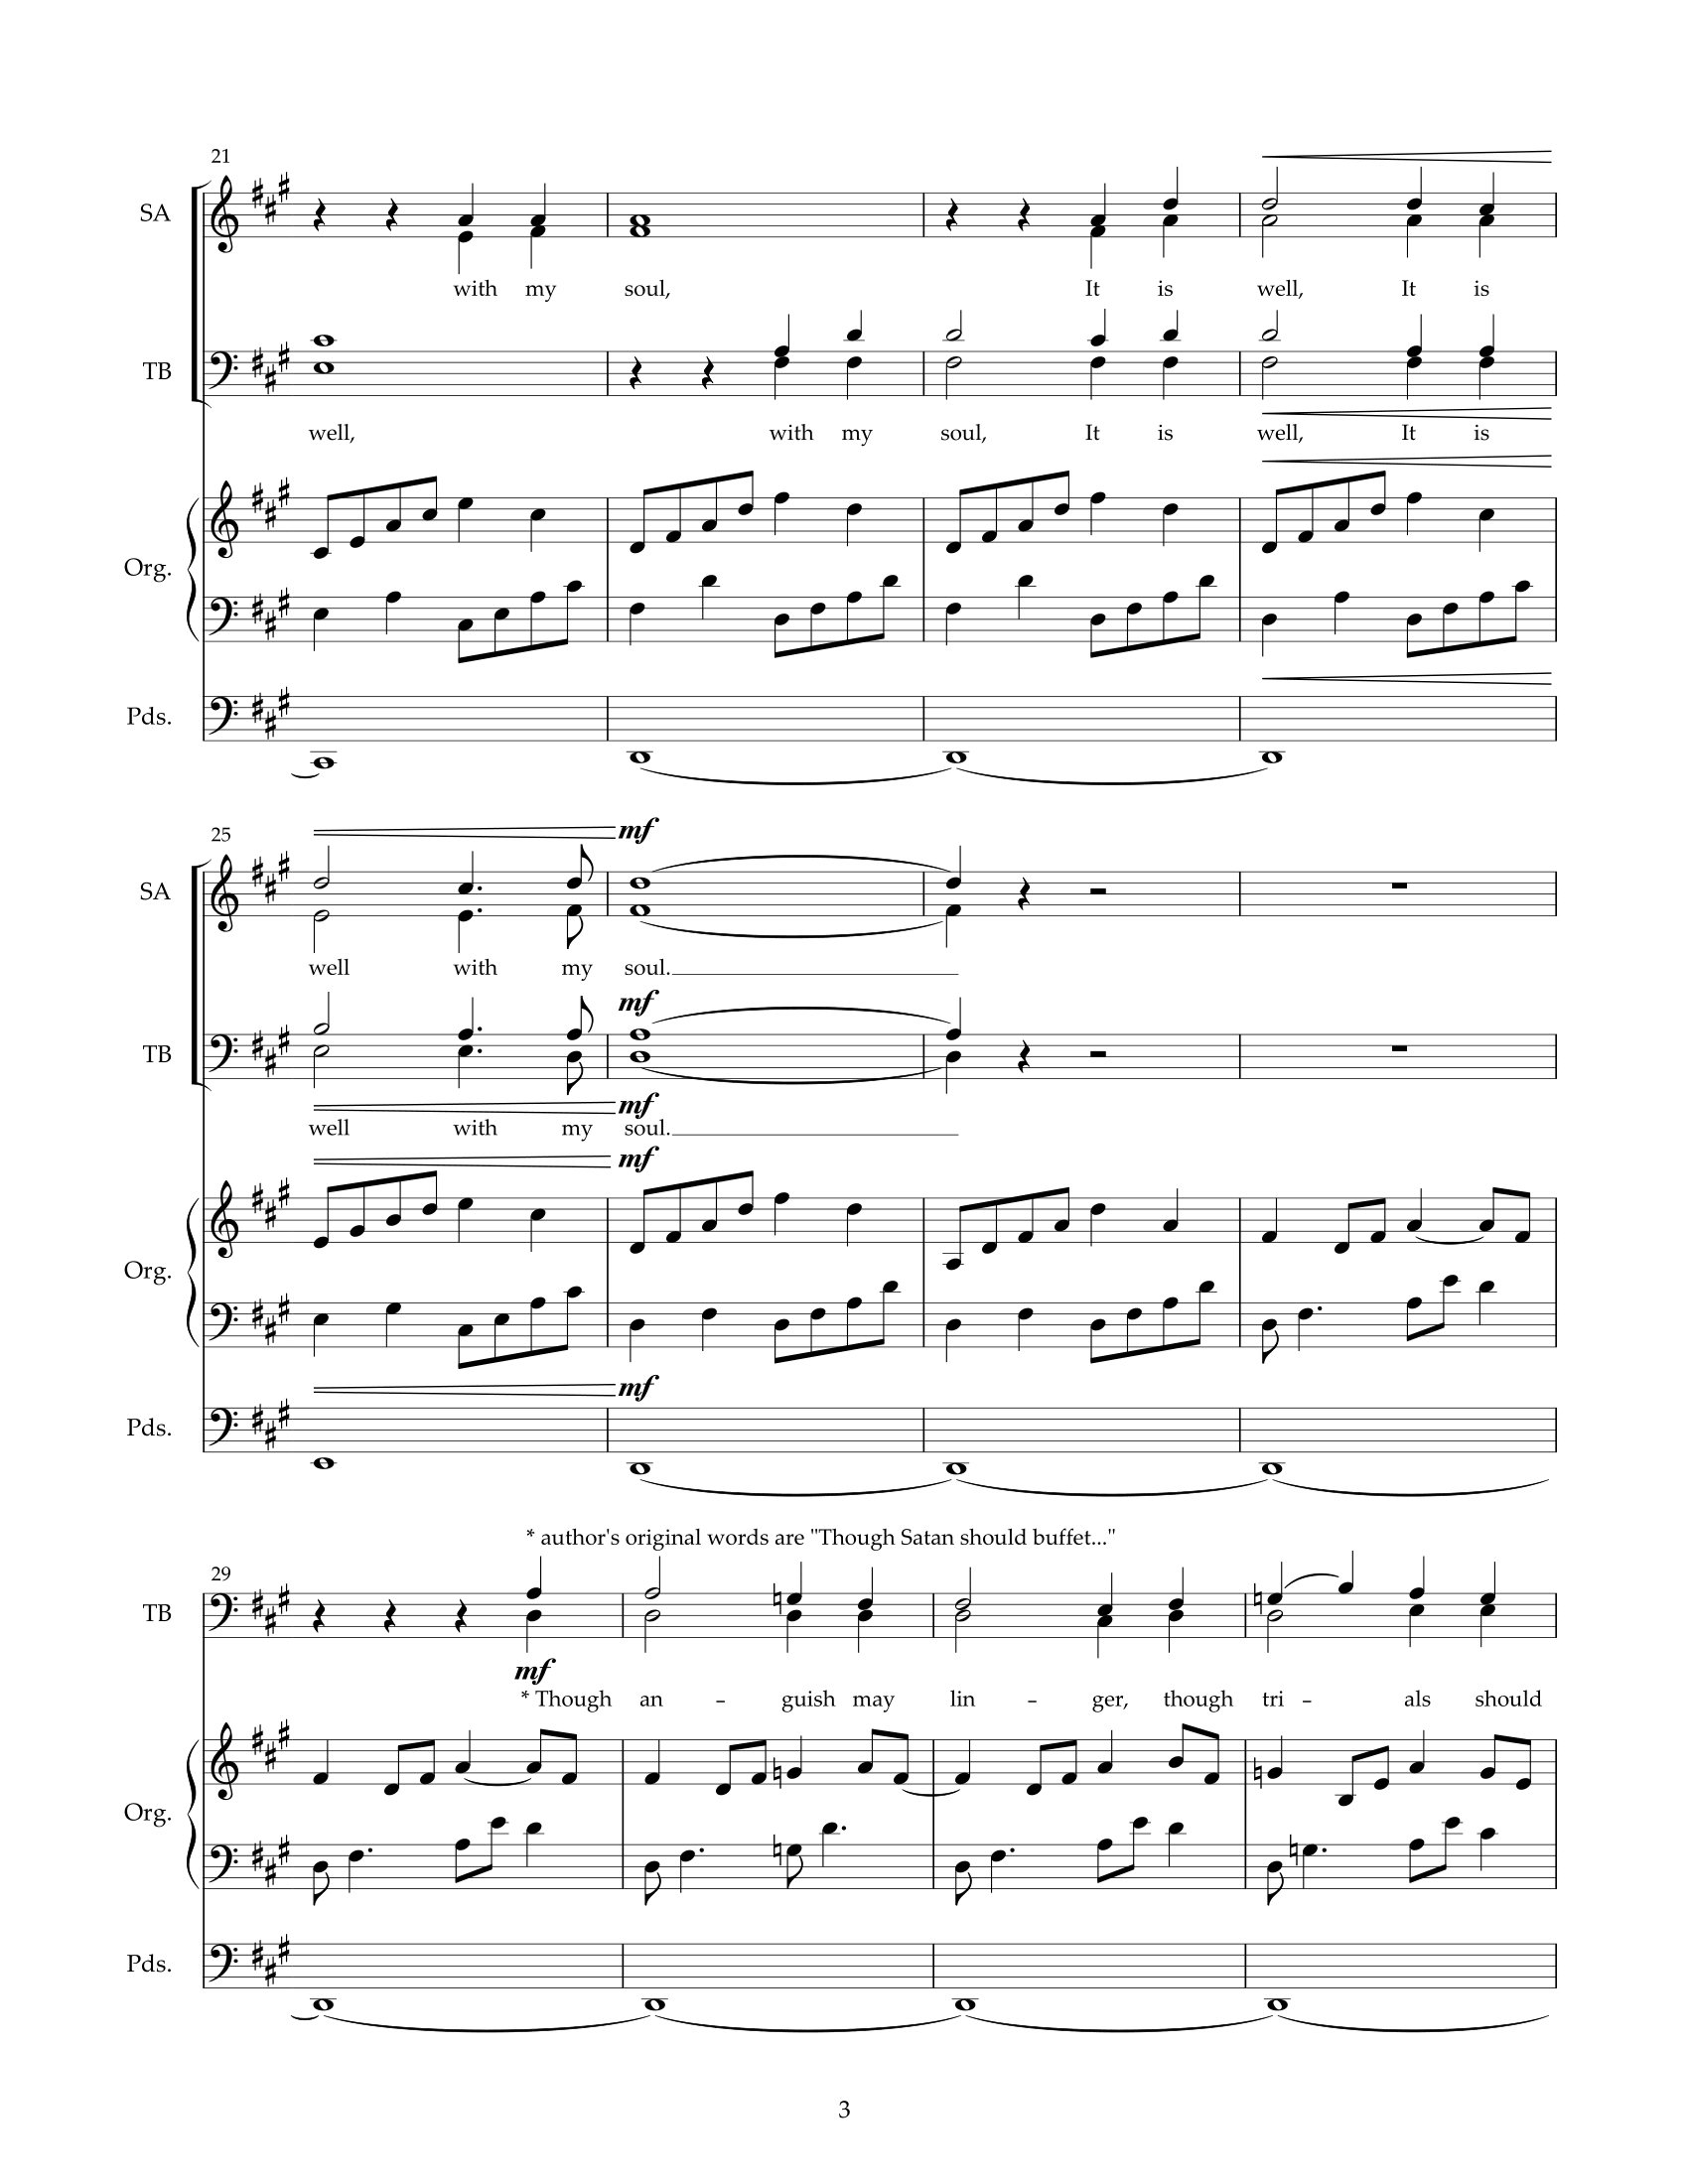 21
SA
with my soul, It is well, It is
TB
well, with my soul, It is well, It is
Org.
Pds.
25
mf
SA
well with my soul.
mf
TB
mf
well with my soul.
mf
Org.
mf
Pds.
* author's original words are "Though Satan should buffet..."
29
TB
mf
* Though an - guish may lin - ger, though tri - als should
Org.
Pds.
3